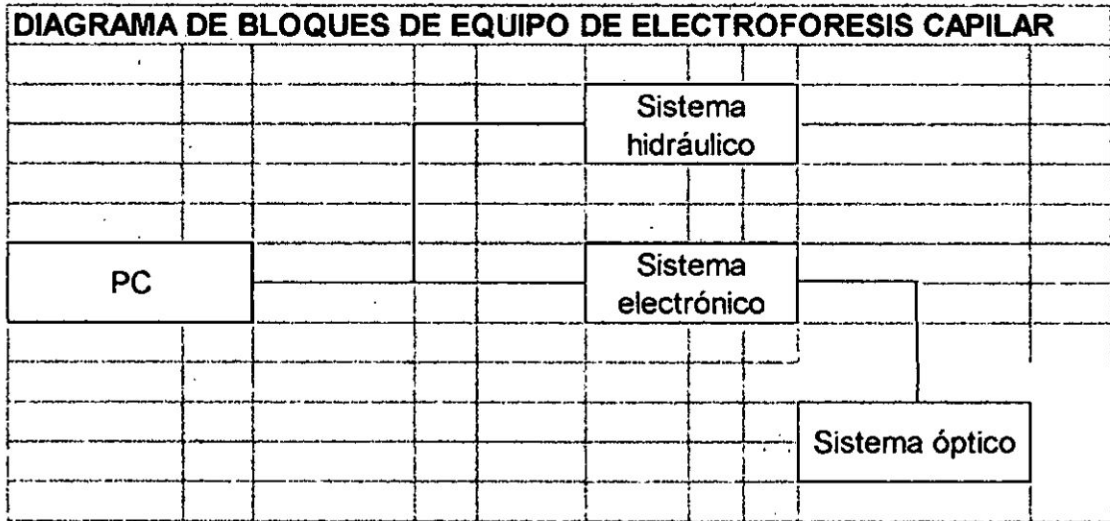 DIAGRAMA DE BLOQUES DE EQUIPO DE ELECTROFORESIS CAPILAR
Sistema
hidráulico
PC
Sistema
electrónico
Sistema óptico